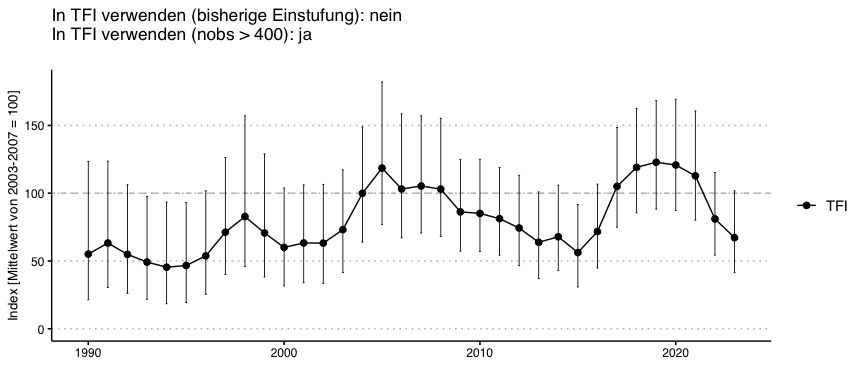 In TFI verwenden (bisherige Einstufung): nein
In TFI verwenden (nobs > 400): ja
Index [Mittelwert von 2003-2007 = 100]
150
100
50
0
1990
2000
2010
2020
TFI